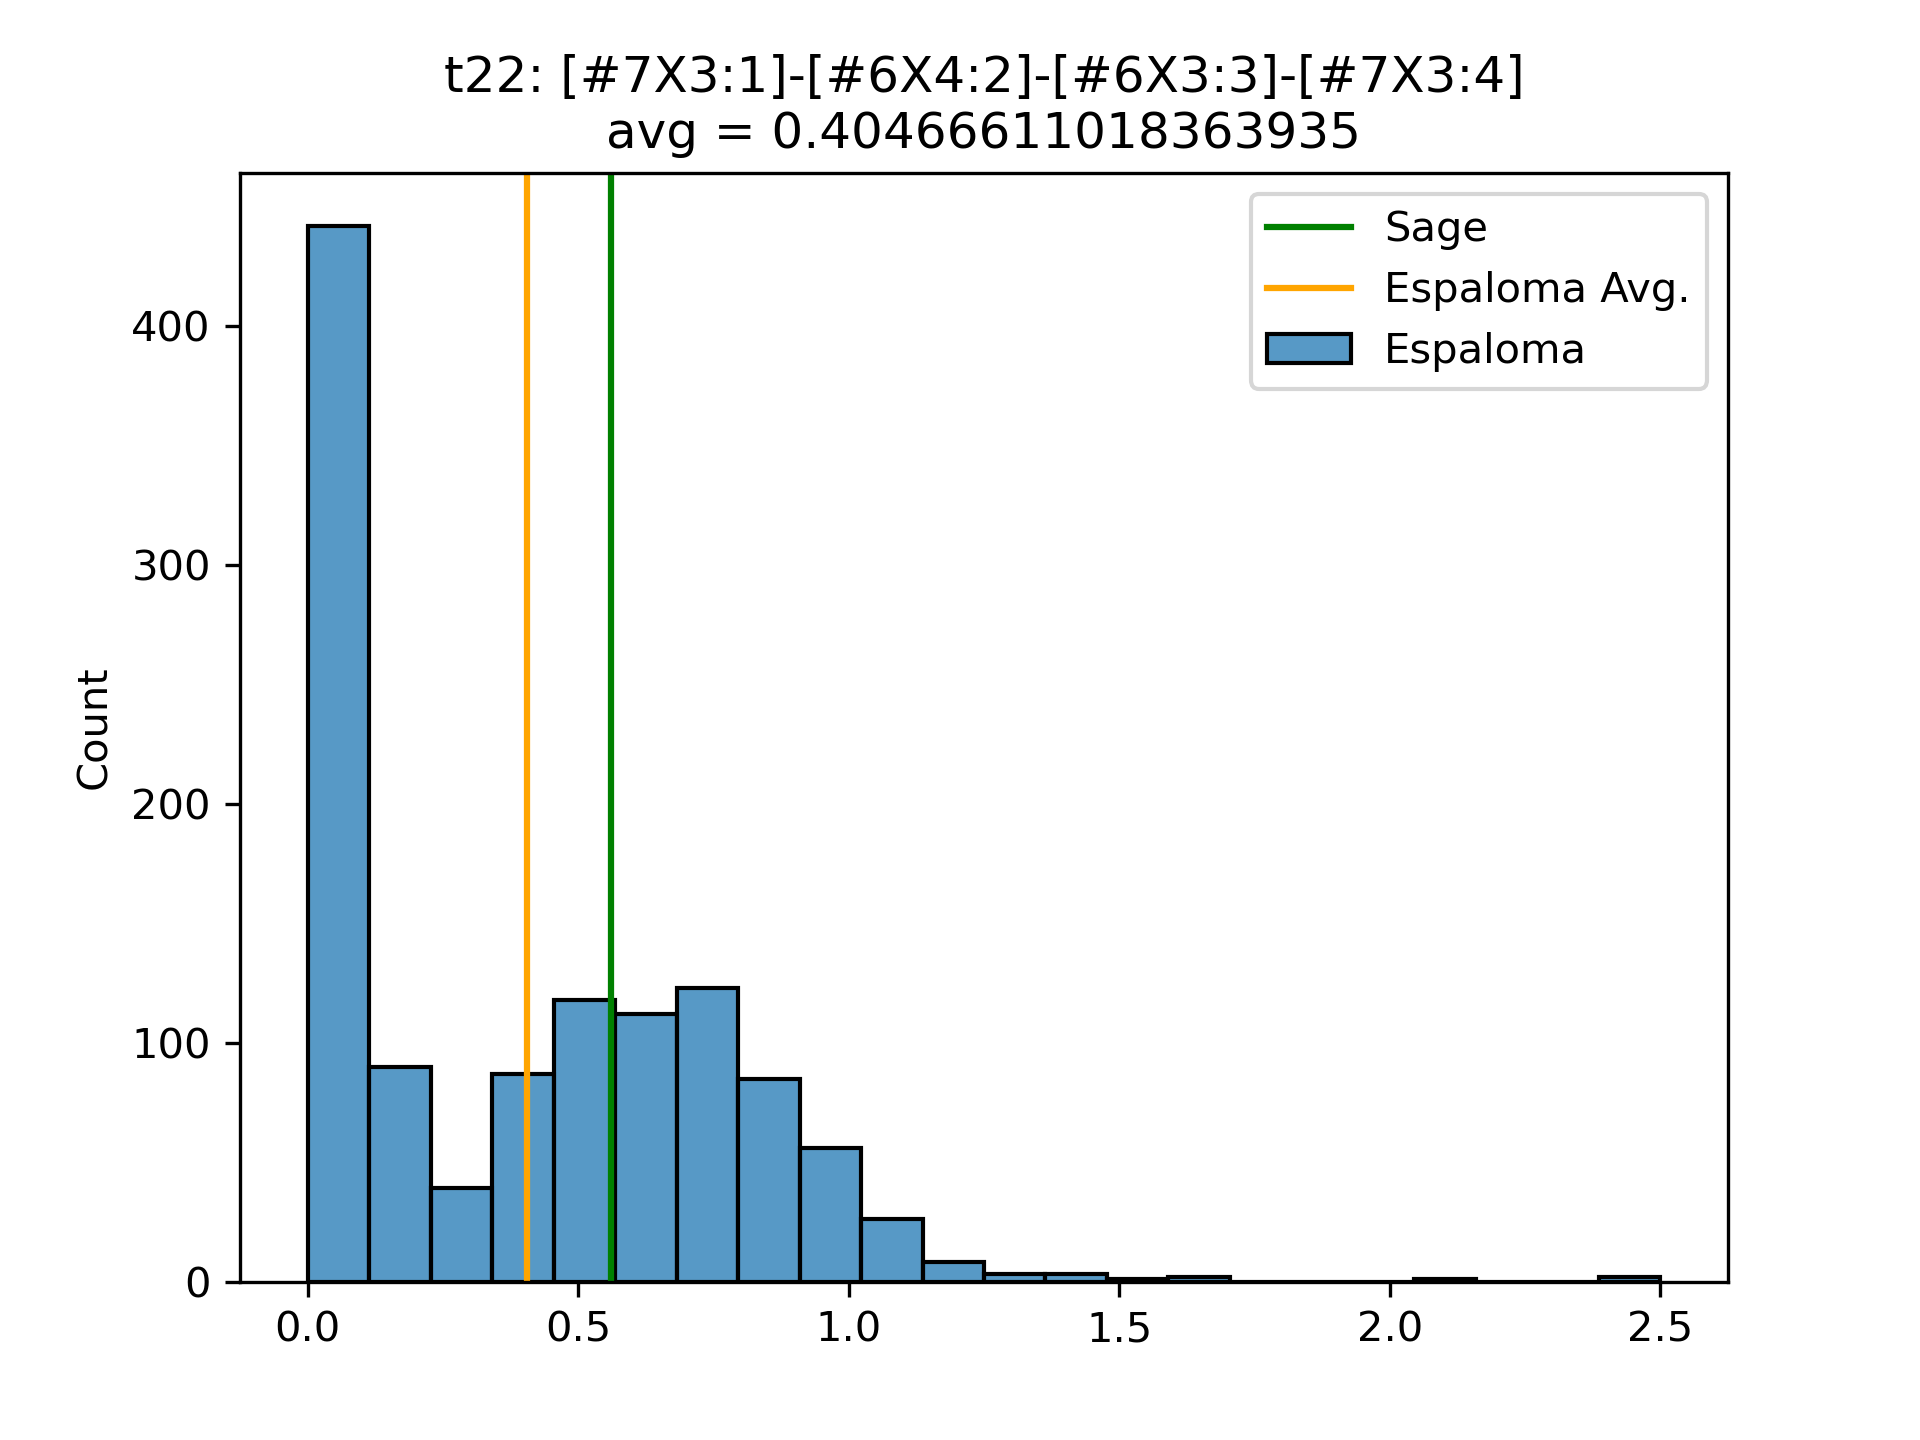 t22: [#7X3:1]-[#6X4:2]-[#6X3:3]-[#7X3:4]
avg = 0.40466611018363935
Sage
Espaloma Avg.
Espaloma
400
300
200
100
0
Count
0.0 0.5 1.0 1.5 2.0 2.5